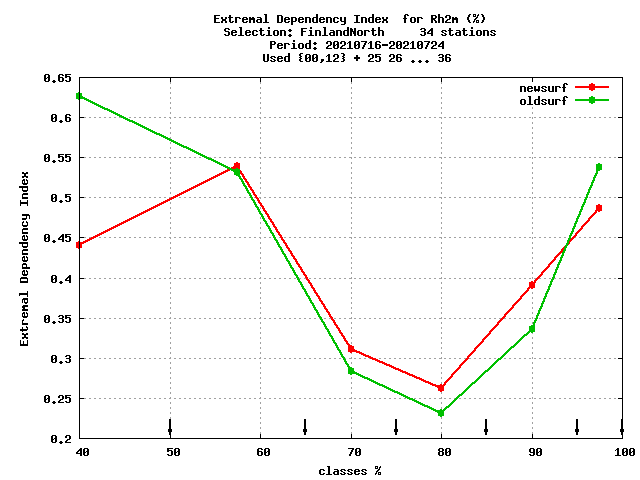 Extremal Dependency Index  for Rh2m (%)
Selection: FinlandNorth     34 stations
Period: 20210716-20210724
Used {00,12} + 25 26 ... 36
newsurf
oldsurf
0.65
0.6
0.55
0.5
0.45
0.4
0.35
0.3
0.25
0.2
Extremal Dependency Index
40 50 60 70 80 90 100
classes %